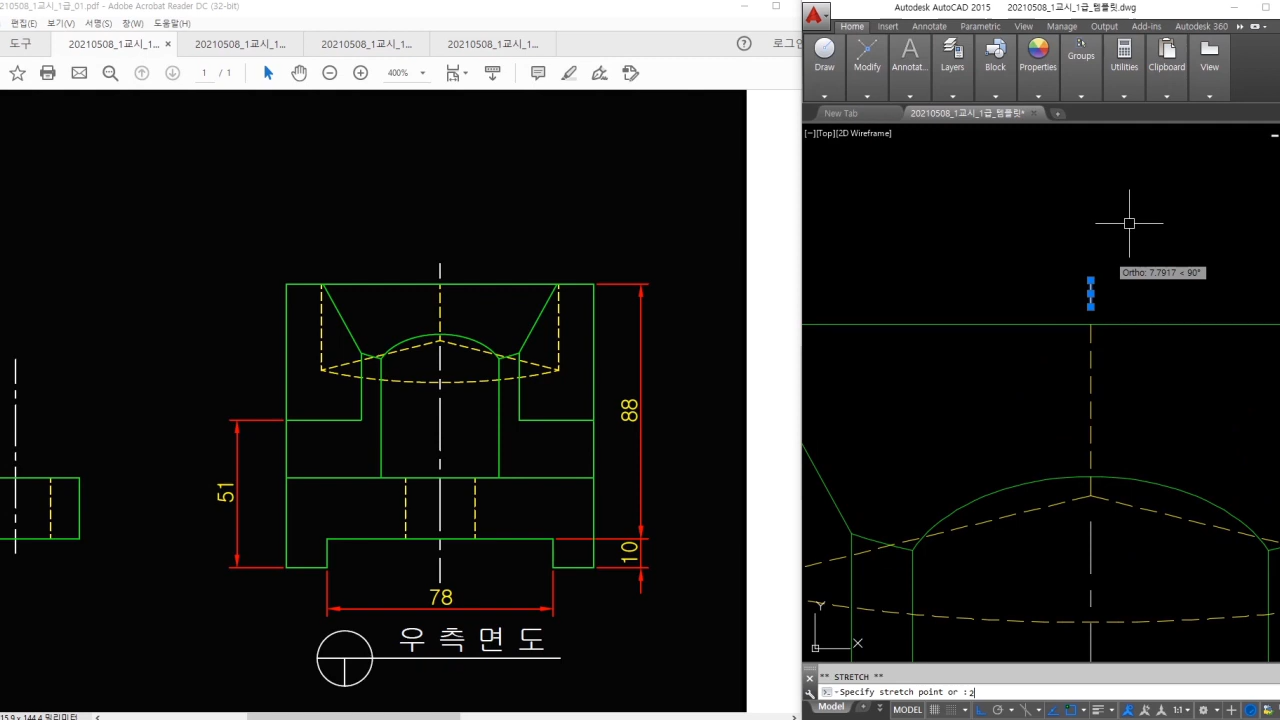 0210508_1교시_1급_01.pdf - Adobe Acrobat Reader DC (32-bit)
편집(E) 보기(V) 서명(S) 창(W) 도움말(H)
도구 20210508_1교시_1... × 20210508_1교시_1... 20210508_1교시_1... 20210508_1교시_1... 로그인
1 / 1 400%
88
51
10
78
우 측 면 도
Autodesk AutoCAD 2015 20210508_1교시_1급_템플릿.dwg
Home Insert Annotate Parametric View Manage Output Add-ins Autodesk 360
Draw Modify Annotat... Layers Block Properties Groups Utilities Clipboard View
New Tab 20210508_1교시_1급_템플릿*
[−][Top][2D Wireframe]
Ortho: 7.7917 < 90°
Y
X
** STRETCH **
Specify stretch point or :2
Model MODEL 1:1